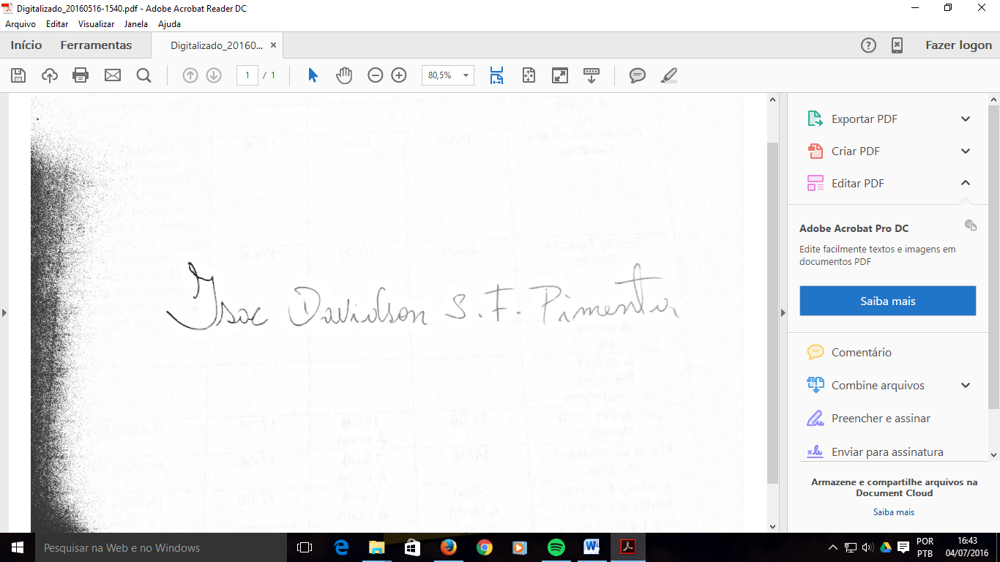 Digitalizado_20160516-1540.pdf - Adobe Acrobat Reader DC
Arquivo Editar Visualizar Janela Ajuda
Início Ferramentas Digitalizado_20160... × Fazer logon
1 / 1 80,5%
Exportar PDF
Criar PDF
Editar PDF
Adobe Acrobat Pro DC
Edite facilmente textos e imagens em
documentos PDF
Saiba mais
Comentário
Combine arquivos
Preencher e assinar
Enviar para assinatura
Armazene e compartilhe arquivos na
Document Cloud
Saiba mais
Davidson S. F. Pimenta
Pesquisar na Web e no Windows
POR
PTB
16:43
04/07/2016